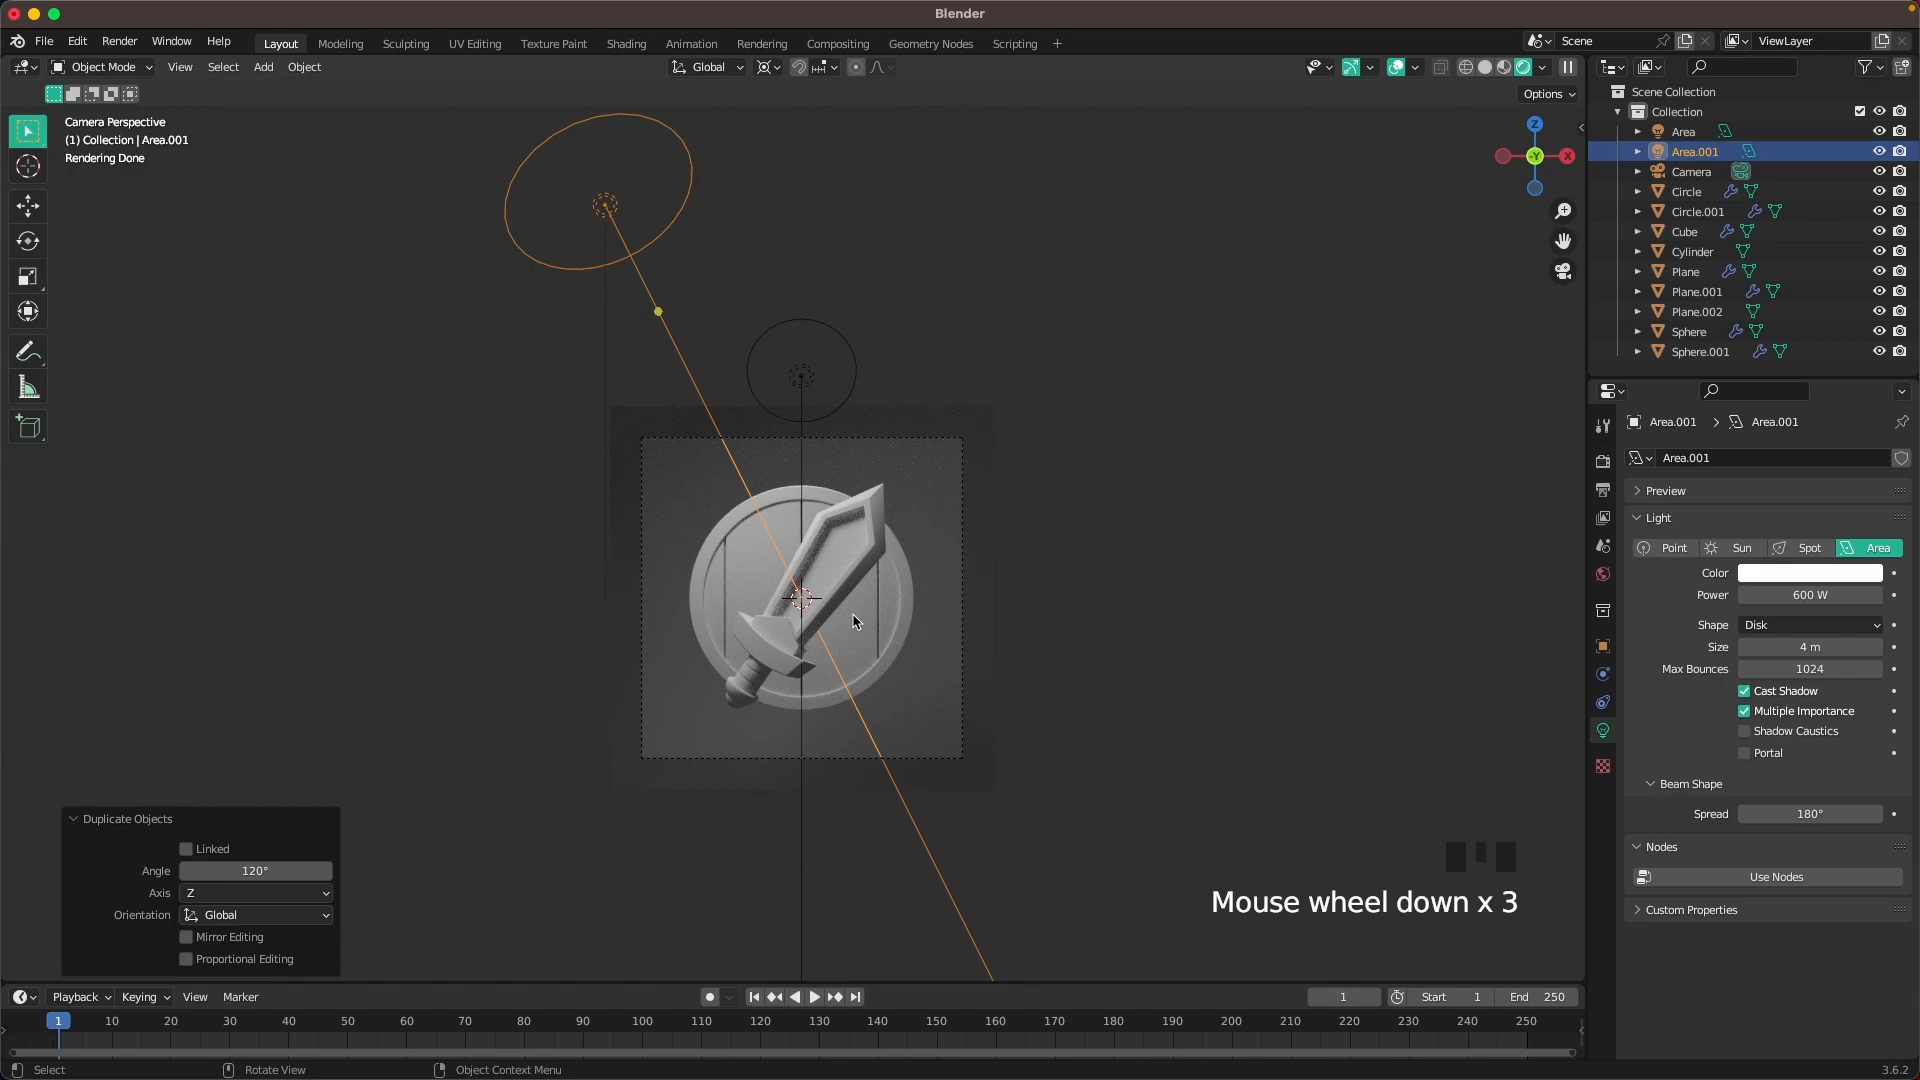 Blender
File Edit Render Window Help
Layout Modeling Sculpting UV Editing Texture Paint Shading Animation Rendering Compositing Geometry Nodes Scripting +
Scene
ViewLayer
Object Mode View Select Add Object
Global
Options
Camera Perspective
(1) Collection | Area.001
Rendering Done
Z
X
-Y
Scene Collection
Collection
Area
Area.001
Camera
Circle
Circle.001
Cube
Cylinder
Plane
Plane.001
Plane.002
Sphere
Sphere.001
Area.001 > Area.001
Area.001
Preview
Light
Point Sun Spot Area
Color
Power 600 W
Shape Disk
Size 4 m
Max Bounces 1024
Cast Shadow
Multiple Importance
Shadow Caustics
Portal
Beam Shape
Spread 180°
Nodes
Use Nodes
Custom Properties
Duplicate Objects
Linked
Angle 120°
Axis Z
Orientation Global
Mirror Editing
Proportional Editing
Mouse wheel down x 3
Playback Keying View Marker
1
Start 1
End 250
1 10 20 30 40 50 60 70 80 90 100 110 120 130 140 150 160 170 180 190 200 210 220 230 240 250
Select
Rotate View
Object Context Menu
3.6.2